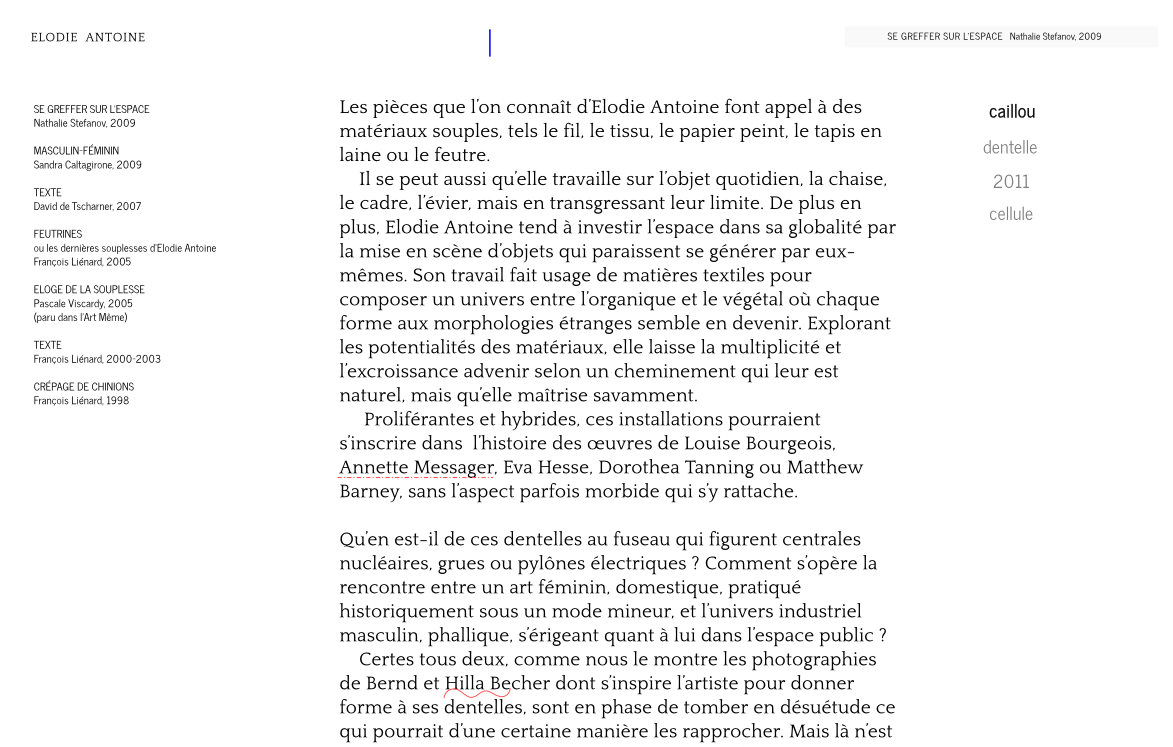 ELODIE ANTOINE
SE GREFFER SUR L'ESPACE Nathalie Stefanov, 2009
SE GREFFER SUR L'ESPACE
Nathalie Stefanov, 2009
MASCULIN-FÉMININ
Sandra Caltagirone, 2009
TEXTE
David de Tscharner, 2007
FEUTRINES
ou les dernières souplesses d'Elodie Antoine
François Liénard, 2005
ELOGE DE LA SOUPLESSE
Pascale Viscardy, 2005
(paru dans l'Art Même)
TEXTE
François Liénard, 2000-2003
CRÉPAGE DE CHINIONS
François Liénard, 1998
Les pièces que l'on connaît d'Elodie Antoine font appel à des
matériaux souples, tels le fil, le tissu, le papier peint, le tapis en
laine ou le feutre.
Il se peut aussi qu'elle travaille sur l'objet quotidien, la chaise,
le cadre, l'évier, mais en transgressant leur limite. De plus en
plus, Elodie Antoine tend à investir l'espace dans sa globalité par
la mise en scène d'objets qui paraissent se générer par eux-
mêmes. Son travail fait usage de matières textiles pour
composer un univers entre l'organique et le végétal où chaque
forme aux morphologies étranges semble en devenir. Explorant
les potentialités des matériaux, elle laisse la multiplicité et
l'excroissance advenir selon un cheminement qui leur est
naturel, mais qu'elle maîtrise savamment.
Proliférantes et hybrides, ces installations pourraient
s'inscrire dans l'histoire des œuvres de Louise Bourgeois,
Annette Messager, Eva Hesse, Dorothea Tanning ou Matthew
Barney, sans l'aspect parfois morbide qui s'y rattache.
Qu'en est-il de ces dentelles au fuseau qui figurent centrales
nucléaires, grues ou pylônes électriques ? Comment s'opère la
rencontre entre un art féminin, domestique, pratiqué
historiquement sous un mode mineur, et l'univers industriel
masculin, phallique, s'érigeant quant à lui dans l'espace public ?
Certes tous deux, comme nous le montre les photographies
de Bernd et Hilla Becher dont s'inspire l'artiste pour donner
forme à ses dentelles, sont en phase de tomber en désuétude ce
qui pourrait d'une certaine manière les rapprocher. Mais là n'est
caillou
dentelle
2011
cellule